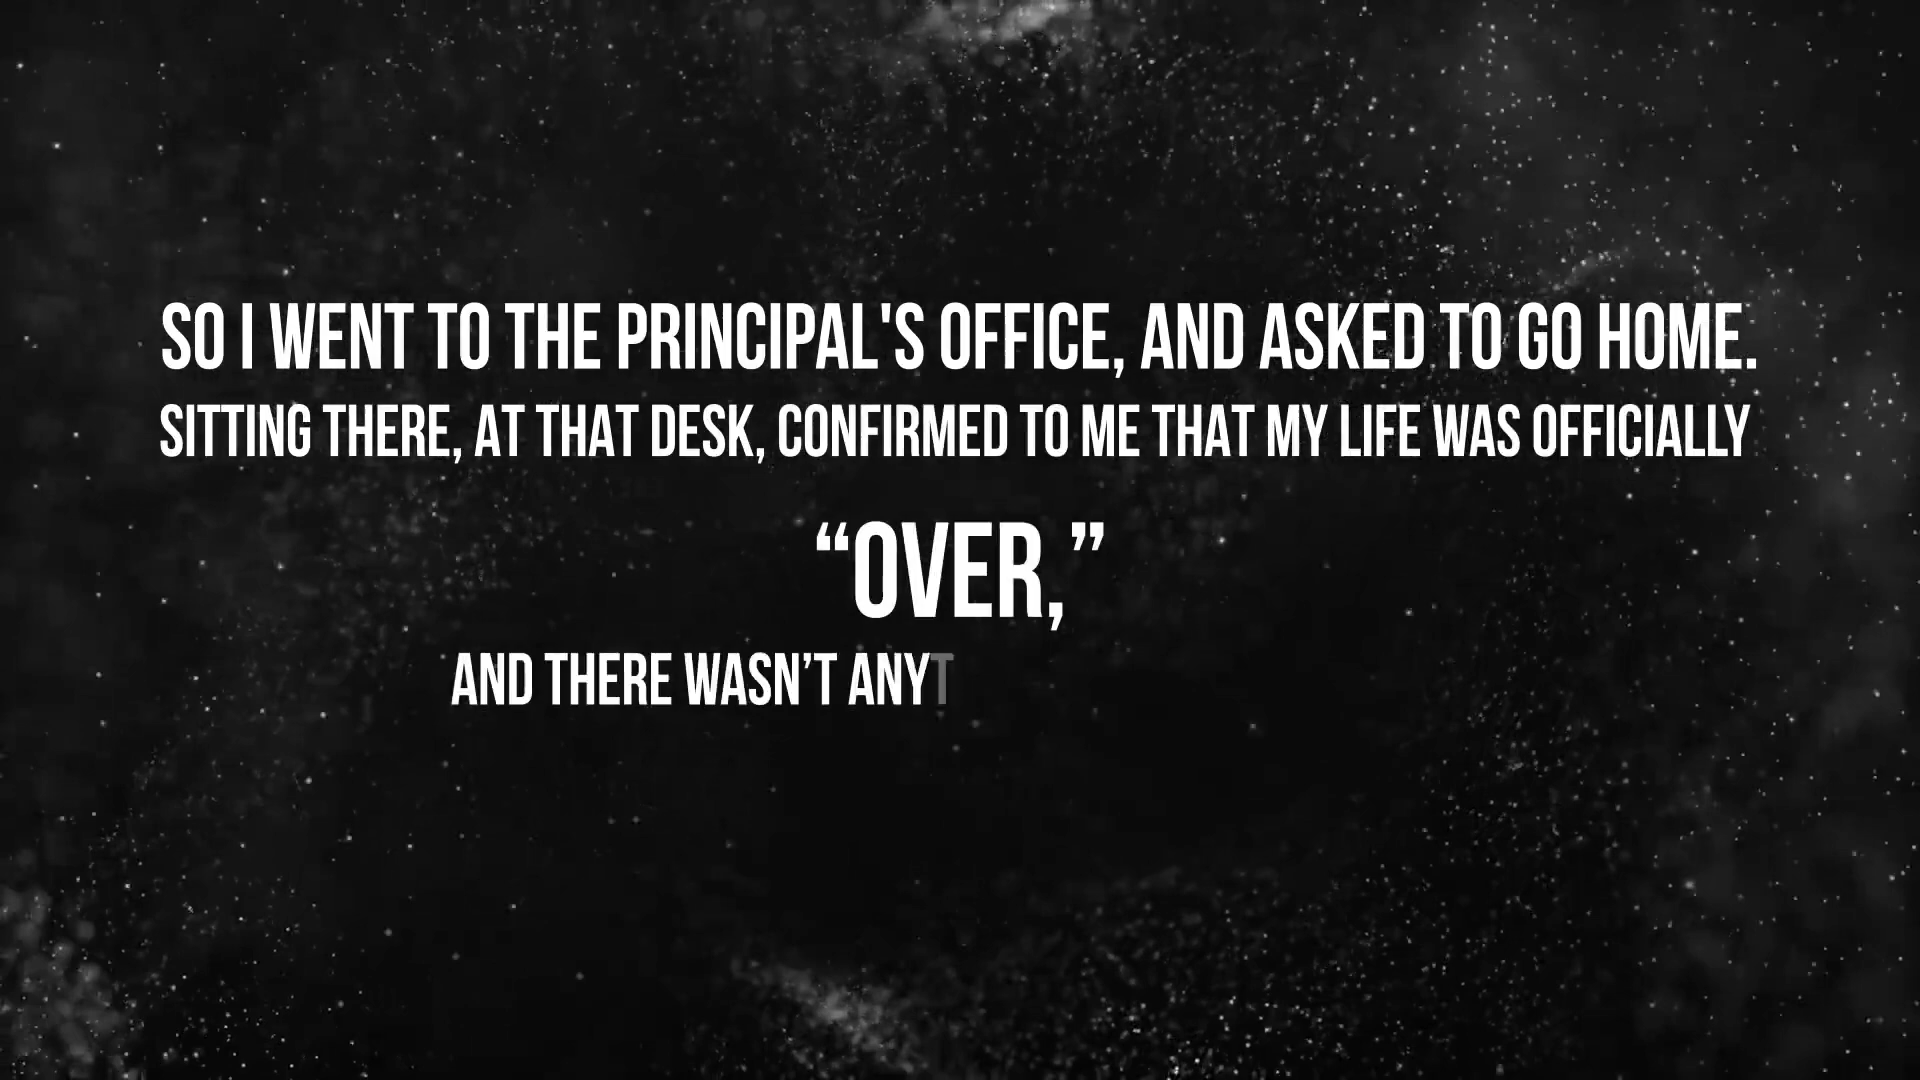 SO I WENT TO THE PRINCIPAL'S OFFICE, AND ASKED TO GO HOME.
SITTING THERE, AT THAT DESK, CONFIRMED TO ME THAT MY LIFE WAS OFFICIALLY
“OVER,”
AND THERE WASN’T ANYT